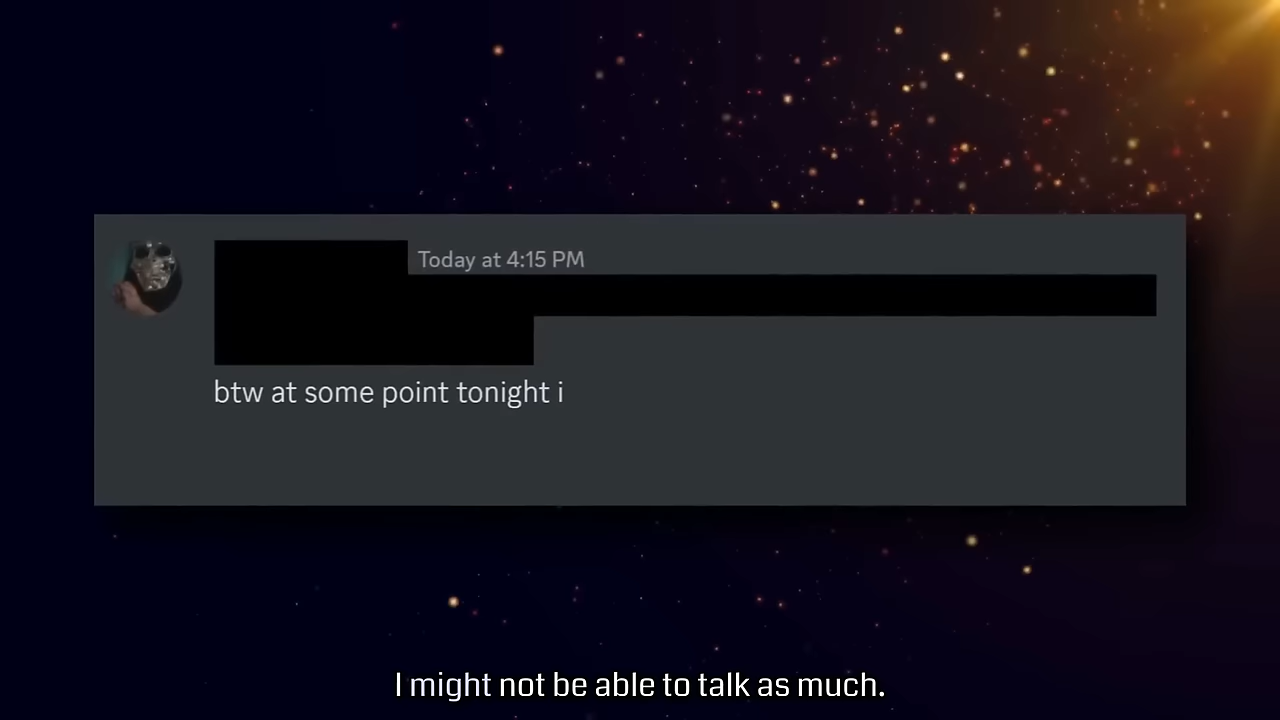 Today at 4:15 PM
btw at some point tonight i
I might not be able to talk as much.